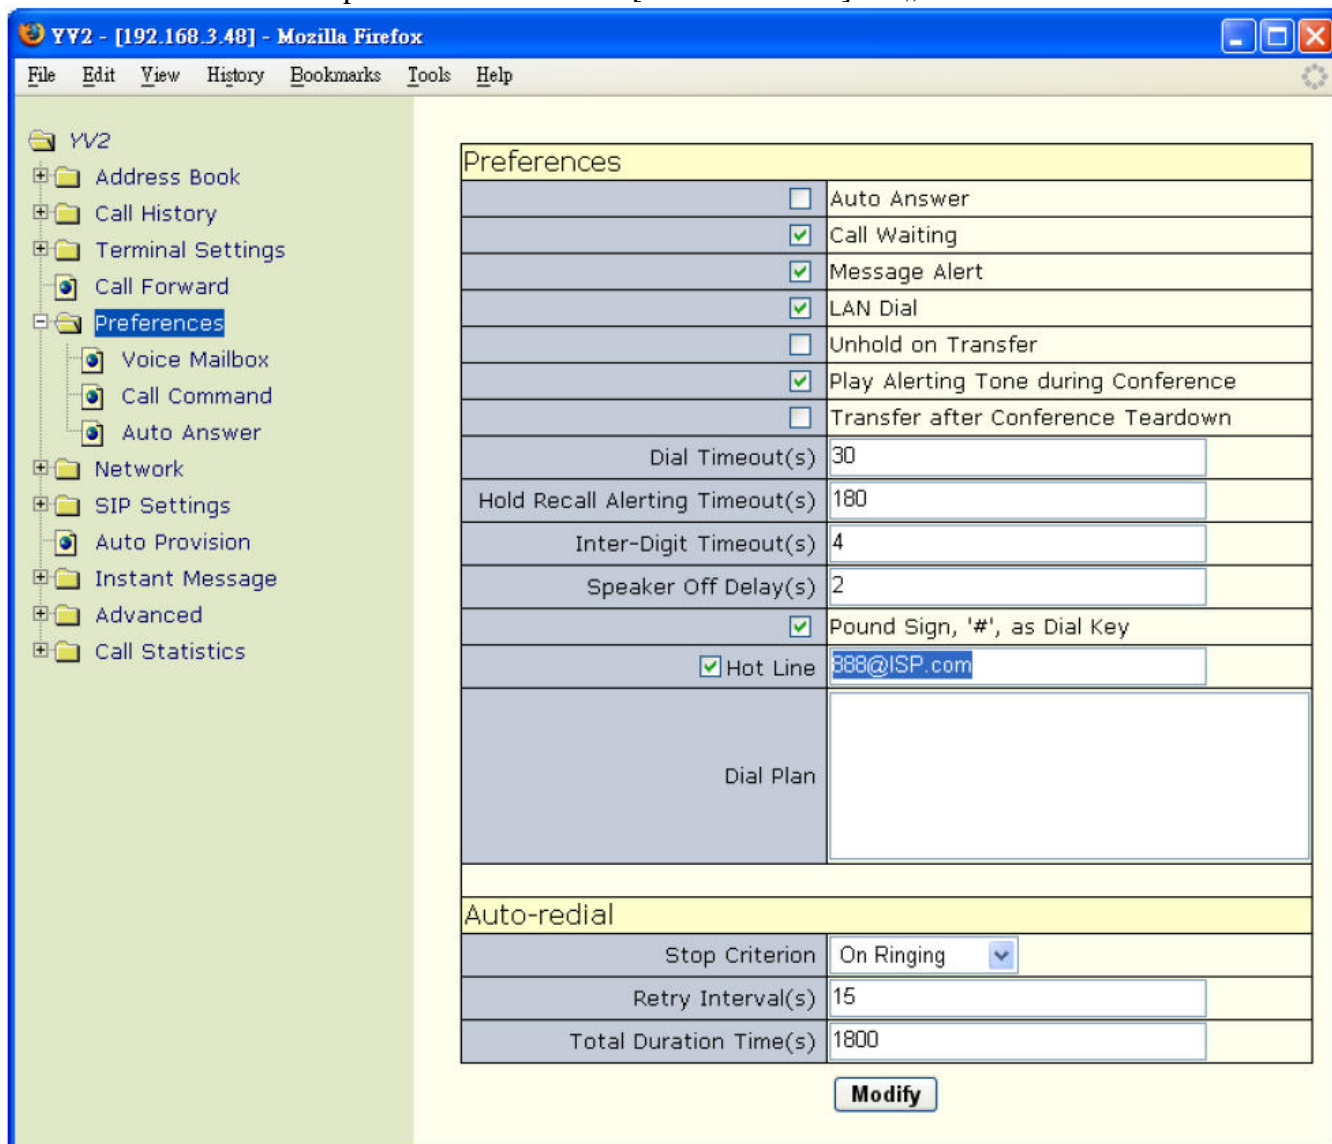 YV2 - [192.168.3.48] - Mozilla Firefox
File Edit View History Bookmarks Tools Help
YV2
Address Book
Call History
Terminal Settings
Call Forward
Preferences
Voice Mailbox
Call Command
Auto Answer
Network
SIP Settings
Auto Provision
Instant Message
Advanced
Call Statistics
Preferences
Auto Answer
Call Waiting
Message Alert
LAN Dial
Unhold on Transfer
Play Alerting Tone during Conference
Transfer after Conference Teardown
Dial Timeout(s) 30
Hold Recall Alerting Timeout(s) 180
Inter-Digit Timeout(s) 4
Speaker Off Delay(s) 2
Pound Sign, '#', as Dial Key
Hot Line 888@ISP.com
Dial Plan
Auto-redial
Stop Criterion On Ringing
Retry Interval(s) 15
Total Duration Time(s) 1800
Modify